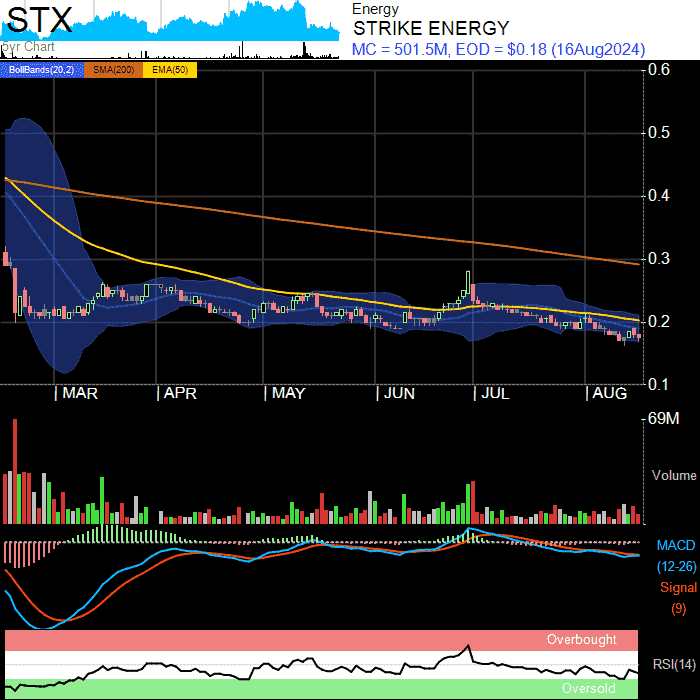 STX
5yr Chart
Energy
STRIKE ENERGY
MC = 501.5M, EOD = $0.18 (16Aug2024)
BollBands(20,2) SMA(200) EMA(50)
0.6
0.5
0.4
0.3
0.2
0.1
| MAR | APR | MAY | JUN | JUL | AUG
69M
Volume
MACD
(12-26)
Signal
(9)
Overbought
RSI(14)
Oversold